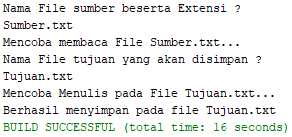 Nama File sumber beserta Extensi ?
Sumber.txt
Mencoba membaca File Sumber.txt...
Nama File tujuan yang akan disimpan ?
Tujuan.txt
Mencoba Menulis pada File Tujuan.txt...
Berhasil menyimpan pada file Tujuan.txt
BUILD SUCCESSFUL (total time: 16 seconds)